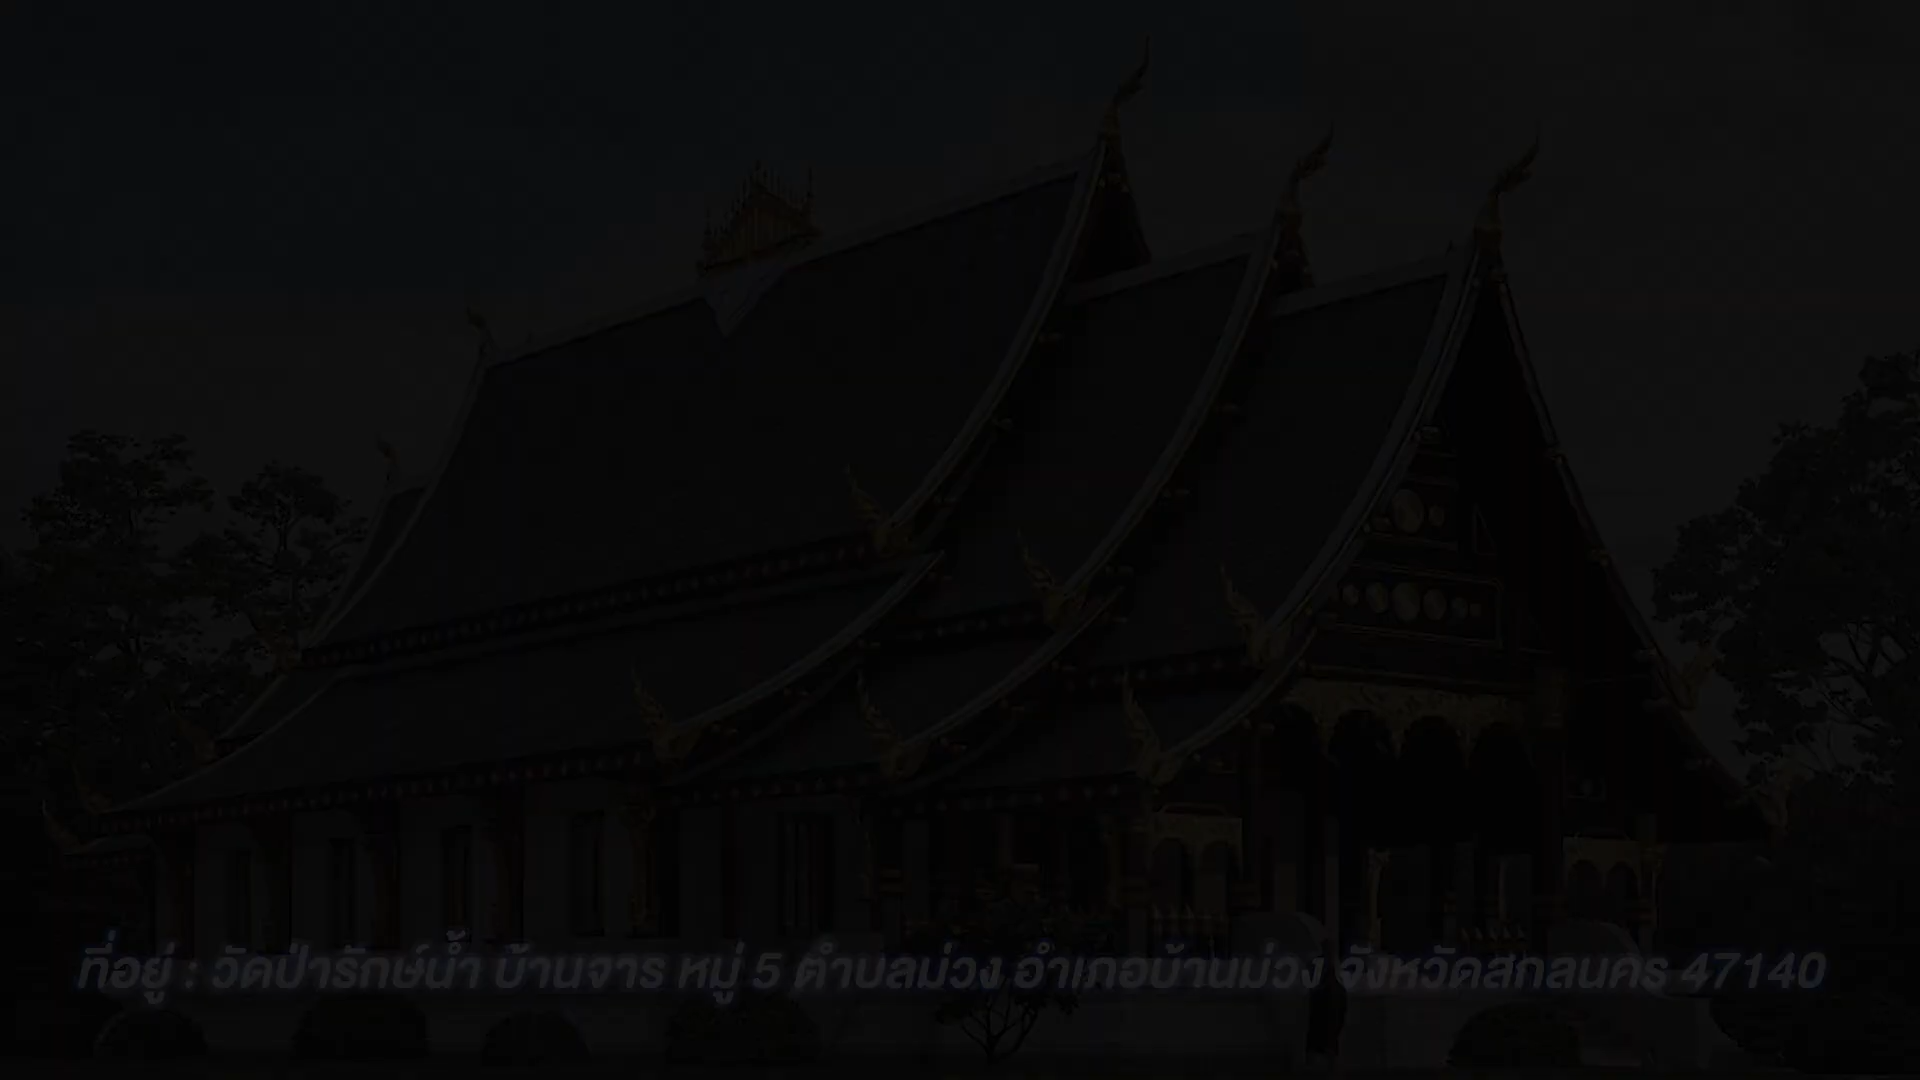 ที่อยู่ : วัดป่ารักษ์น้ำ บ้านจาร หมู่ 5 ตำบลม่วง อำเภอบ้านม่วง จังหวัดสกลนคร 47140